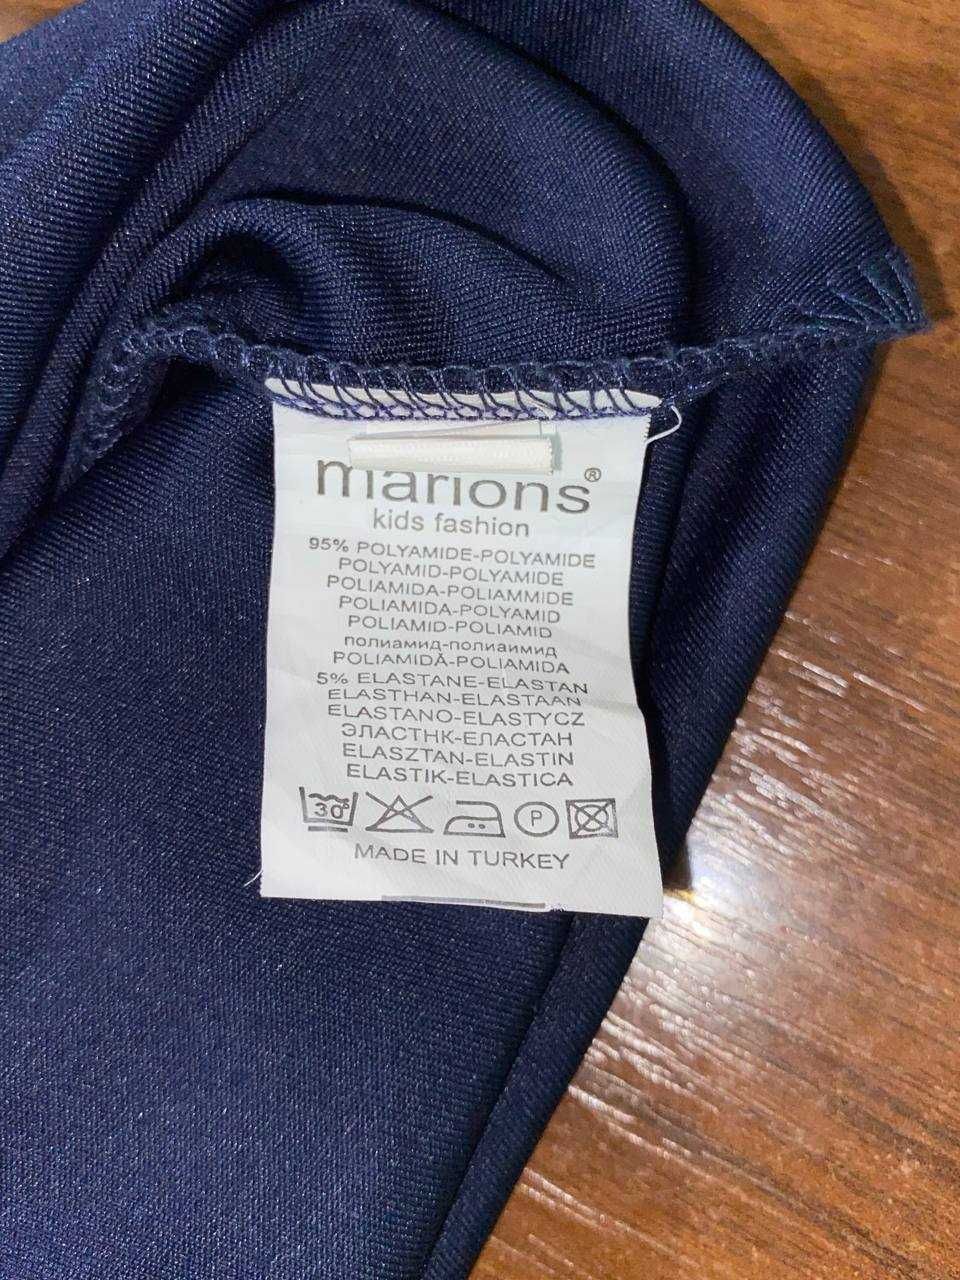 marions®
kids fashion
95% POLYAMIDE-POLYAMIDE
POLYAMID-POLYAMIDE
POLIAMIDA-POLIAMMIDE
POLIAMIDA-POLYAMID
POLIAMID-POLIAMID
полиамид-полиаимид
POLIAMIDĂ-POLIAMIDA
5% ELASTANE-ELASTAN
ELASTHAN-ELASTAAN
ELASTANO-ELASTYCZ
ЭЛАСТНК-ЕЛАСТАН
ELASZTAN-ELASTIN
ELASTIK-ELASTICA
30° P
MADE IN TURKEY